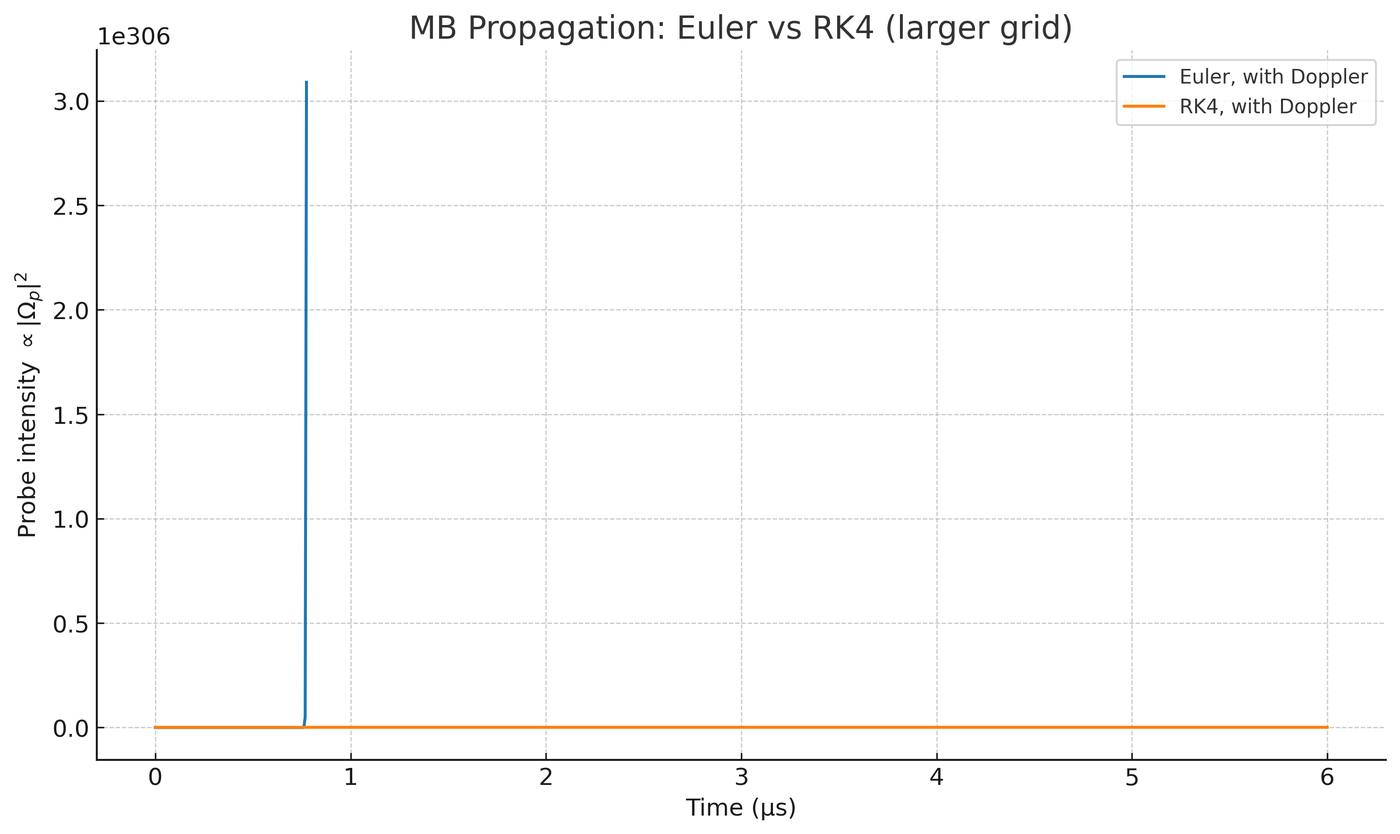 MB Propagation: Euler vs RK4 (larger grid)
1e306
Euler, with Doppler
RK4, with Doppler
Probe intensity ∝ |Ωₚ|²
3.0
2.5
2.0
1.5
1.0
0.5
0.0
0 1 2 3 4 5 6
Time (μs)